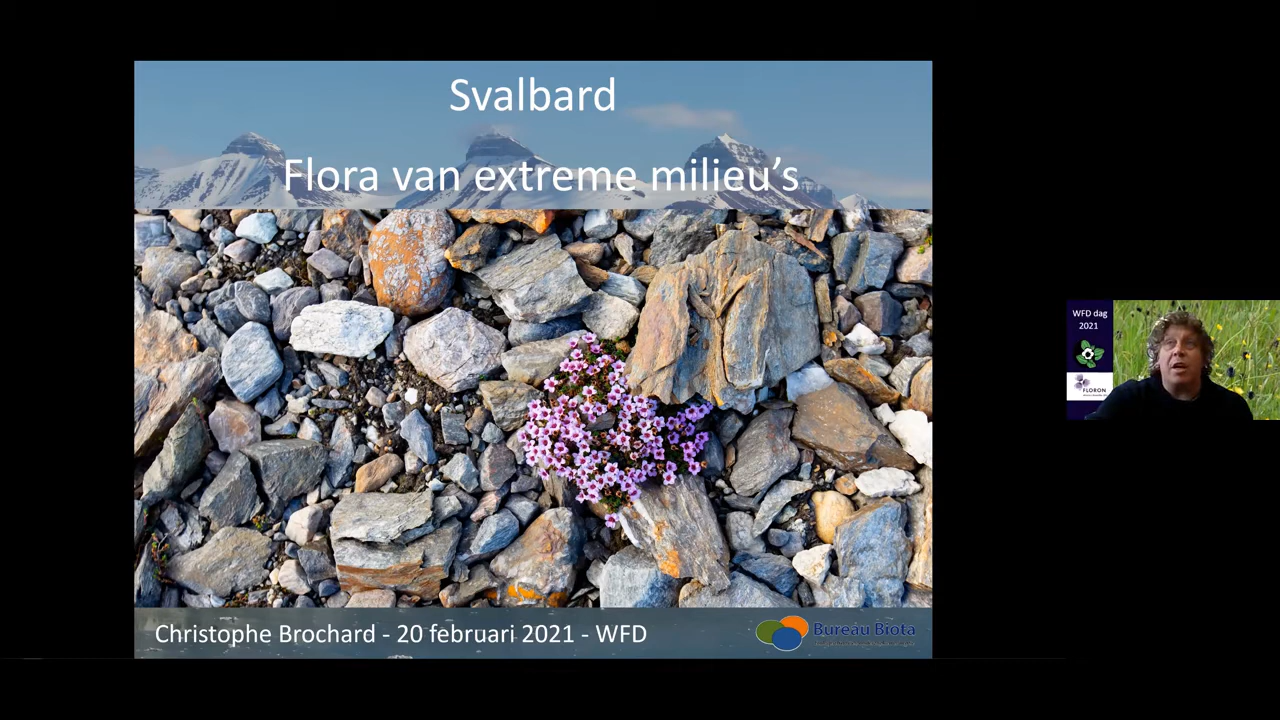 Svalbard
Flora van extreme milieu's
WFD dag
2021
FLORON
Christophe Brochard - 20 februari 2021 - WFD
Bureau Biota